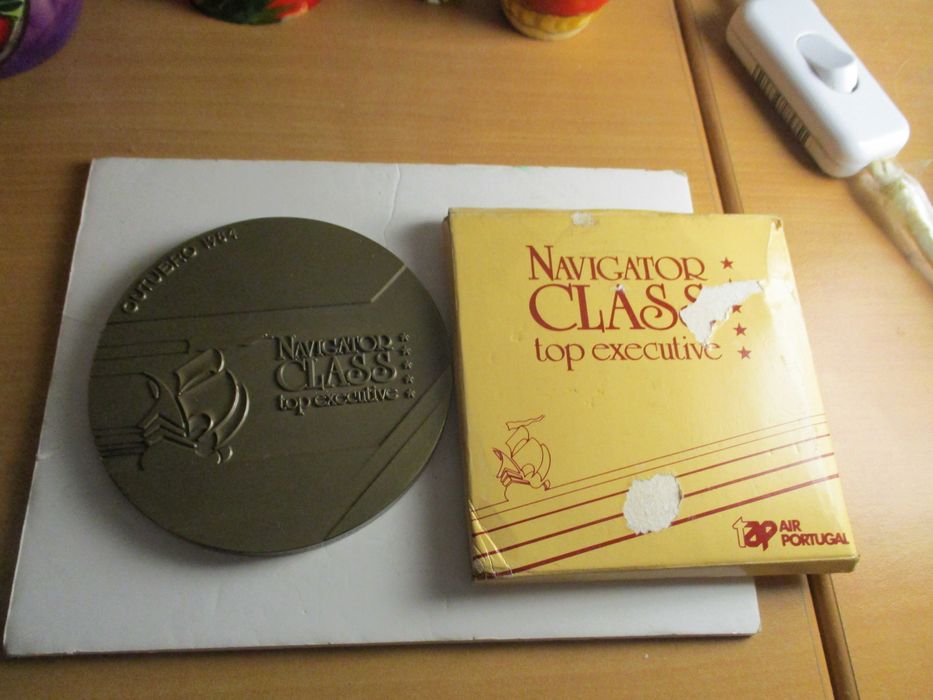 OUTUBRO 1984
NAVIGATOR
CLASS
top executive
NAVIGATOR
CLASS
top executive
tap AIR
PORTUGAL